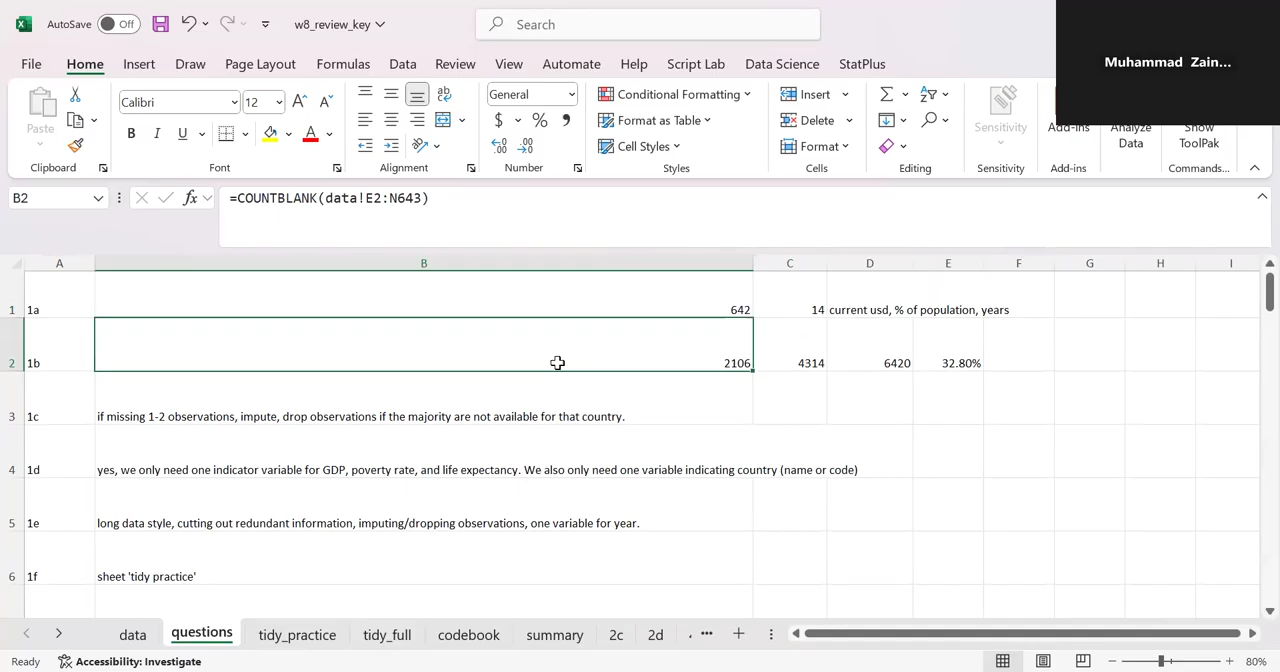 AutoSave Off w8_review_key Search Muhammad Zain...
File Home Insert Draw Page Layout Formulas Data Review View Automate Help Script Lab Data Science StatPlus
Paste Calibri 12 General Conditional Formatting Insert Sensitivity Add-ins Analyze Data Show ToolPak
B I U $ % Format as Table Delete
Cell Styles Format
Clipboard Font Alignment Number Styles Cells Editing Sensitivity Add-ins Commands...
B2 fx =COUNTBLANK(data!E2:N643)
A B C D E F G H I
1 1a 642 14 current usd, % of population, years
2 1b 2106 4314 6420 32.80%
3 1c if missing 1-2 observations, impute, drop observations if the majority are not available for that country.
4 1d yes, we only need one indicator variable for GDP, poverty rate, and life expectancy. We also only need one variable indicating country (name or code)
5 1e long data style, cutting out redundant information, imputing/dropping observations, one variable for year.
6 1f sheet 'tidy practice'
data questions tidy_practice tidy_full codebook summary 2c 2d ...
Ready Accessibility: Investigate 80%